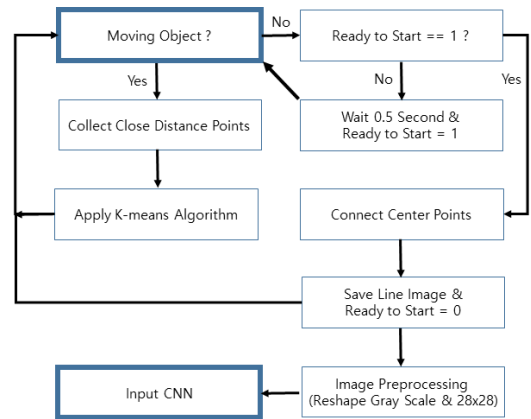 Moving Object ?
No
Ready to Start == 1 ?
Yes
No
Yes
Collect Close Distance Points
Wait 0.5 Second &
Ready to Start = 1
Apply K-means Algorithm
Connect Center Points
Save Line Image &
Ready to Start = 0
Input CNN
Image Preprocessing
(Reshape Gray Scale & 28x28)